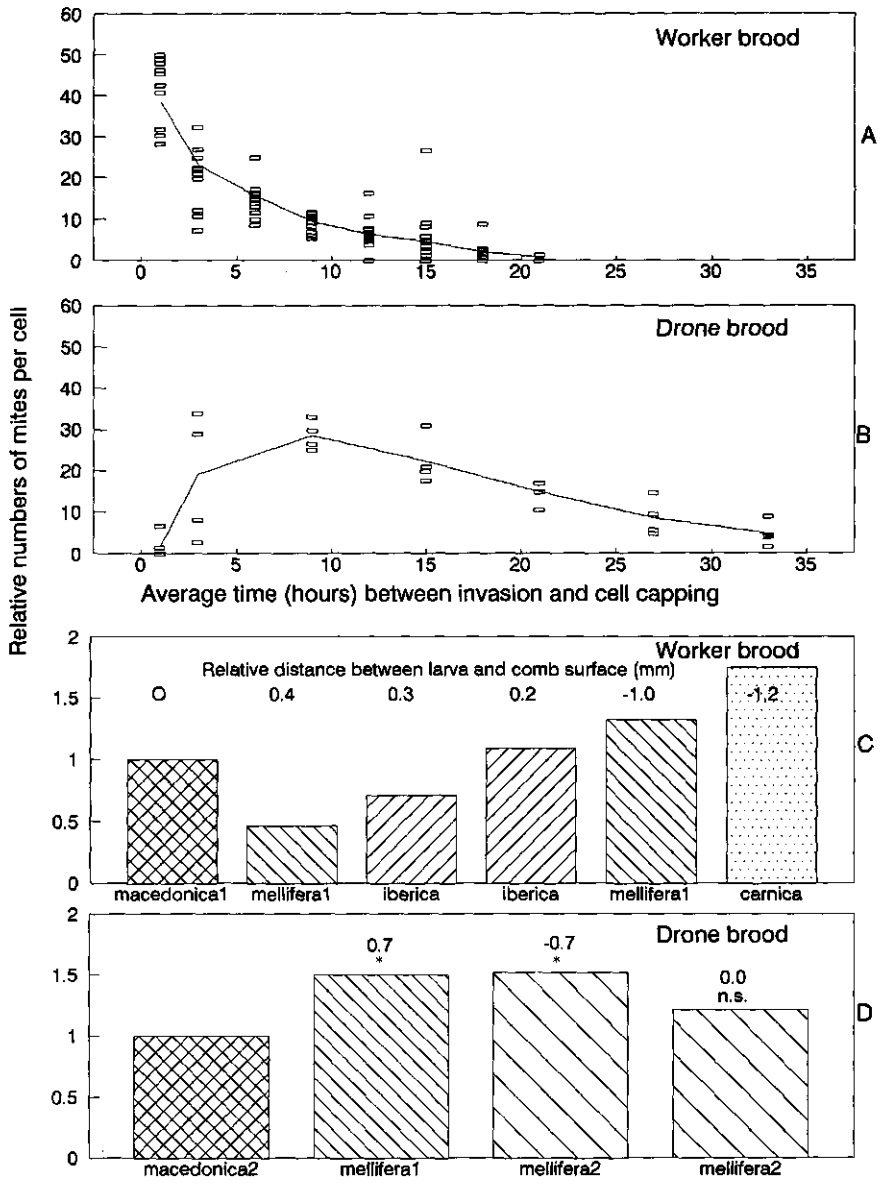 Relative numbers of mites per cell
60
50
40
30
20
10
0
Worker brood
A
0 5 10 15 20 25 30 35
60
50
40
30
20
10
0
Drone brood
B
0 5 10 15 20 25 30 35
Average time (hours) between invasion and cell capping
2
1.5
1
0.5
0
Worker brood
Relative distance between larva and comb surface (mm)
O 0.4 0.3 0.2 -1.0 -1.2
C
macedonica1 mellifera1 iberica iberica mellifera1 carnica
2
1.5
1
0.5
0
Drone brood
0.7 -0.7 0.0
* * n.s.
D
macedonica2 mellifera1 mellifera2 mellifera2